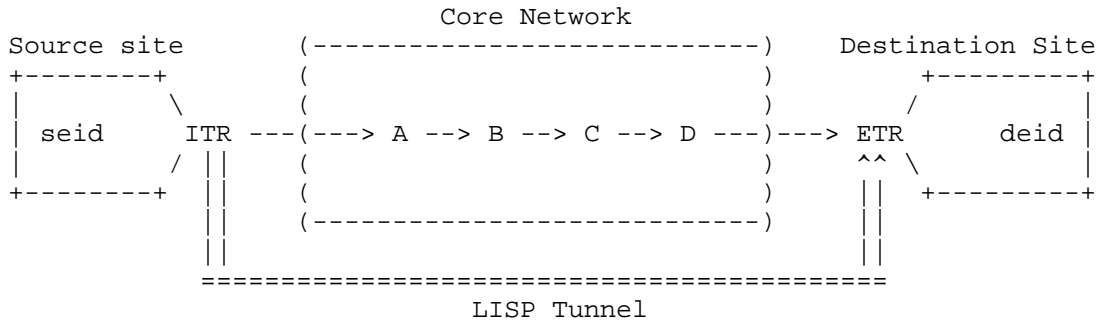 Core Network
Source site       (----------------------------)     Destination Site
+--------+        (                            )         +---------+
|         \       (                            )        /          |
| seid     ITR ---(---> A --> B --> C --> D ---)---> ETR      deid |
|         / ||    (                            )     ^^ \          |
+--------+  ||    (                            )     ||  +---------+
            ||    (----------------------------)     ||
            ||                                       ||
            ===========================================
                             LISP Tunnel